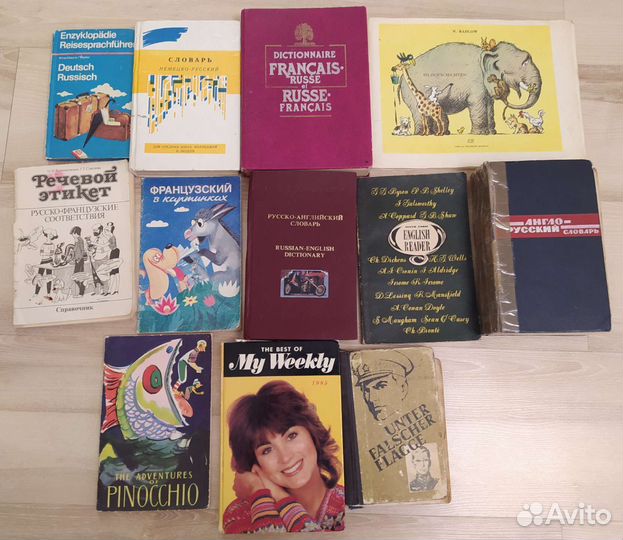 Enzyklopädie
Reisesprachführer
Deutsch
Russisch
СЛОВАРЬ
НЕМЕЦКО-РУССКИЙ
DICTIONNAIRE
FRANÇAIS-
RUSSE
et
RUSSE-
FRANÇAIS
Речевой
этикет
РУССКО-ФРАНЦУЗСКИЕ
СООТВЕТСТВИЯ
Справочник
ФРАНЦУЗСКИЙ
в картинках
РУССКО-АНГЛИЙСКИЙ
СЛОВАРЬ
RUSSIAN-ENGLISH
DICTIONARY
G. G. Byron P. B. Shelley
J. Galsworthy
A. Coppard G. B. Shaw
ENGLISH
READER
Ch. Dickens H. G. Wells
A. J. Cronin J. Aldridge
Jerome K. Jerome
D. Lessing K. Mansfield
A. Conan Doyle
S. Maugham Sean O'Casey
Ch. Brontë
АНГЛО-
РУССКИЙ
СЛОВАРЬ
THE ADVENTURES
OF
PINOCCHIO
THE BEST OF
My Weekly
1985
UNTER
FALSCHER
FLAGGE
Avito